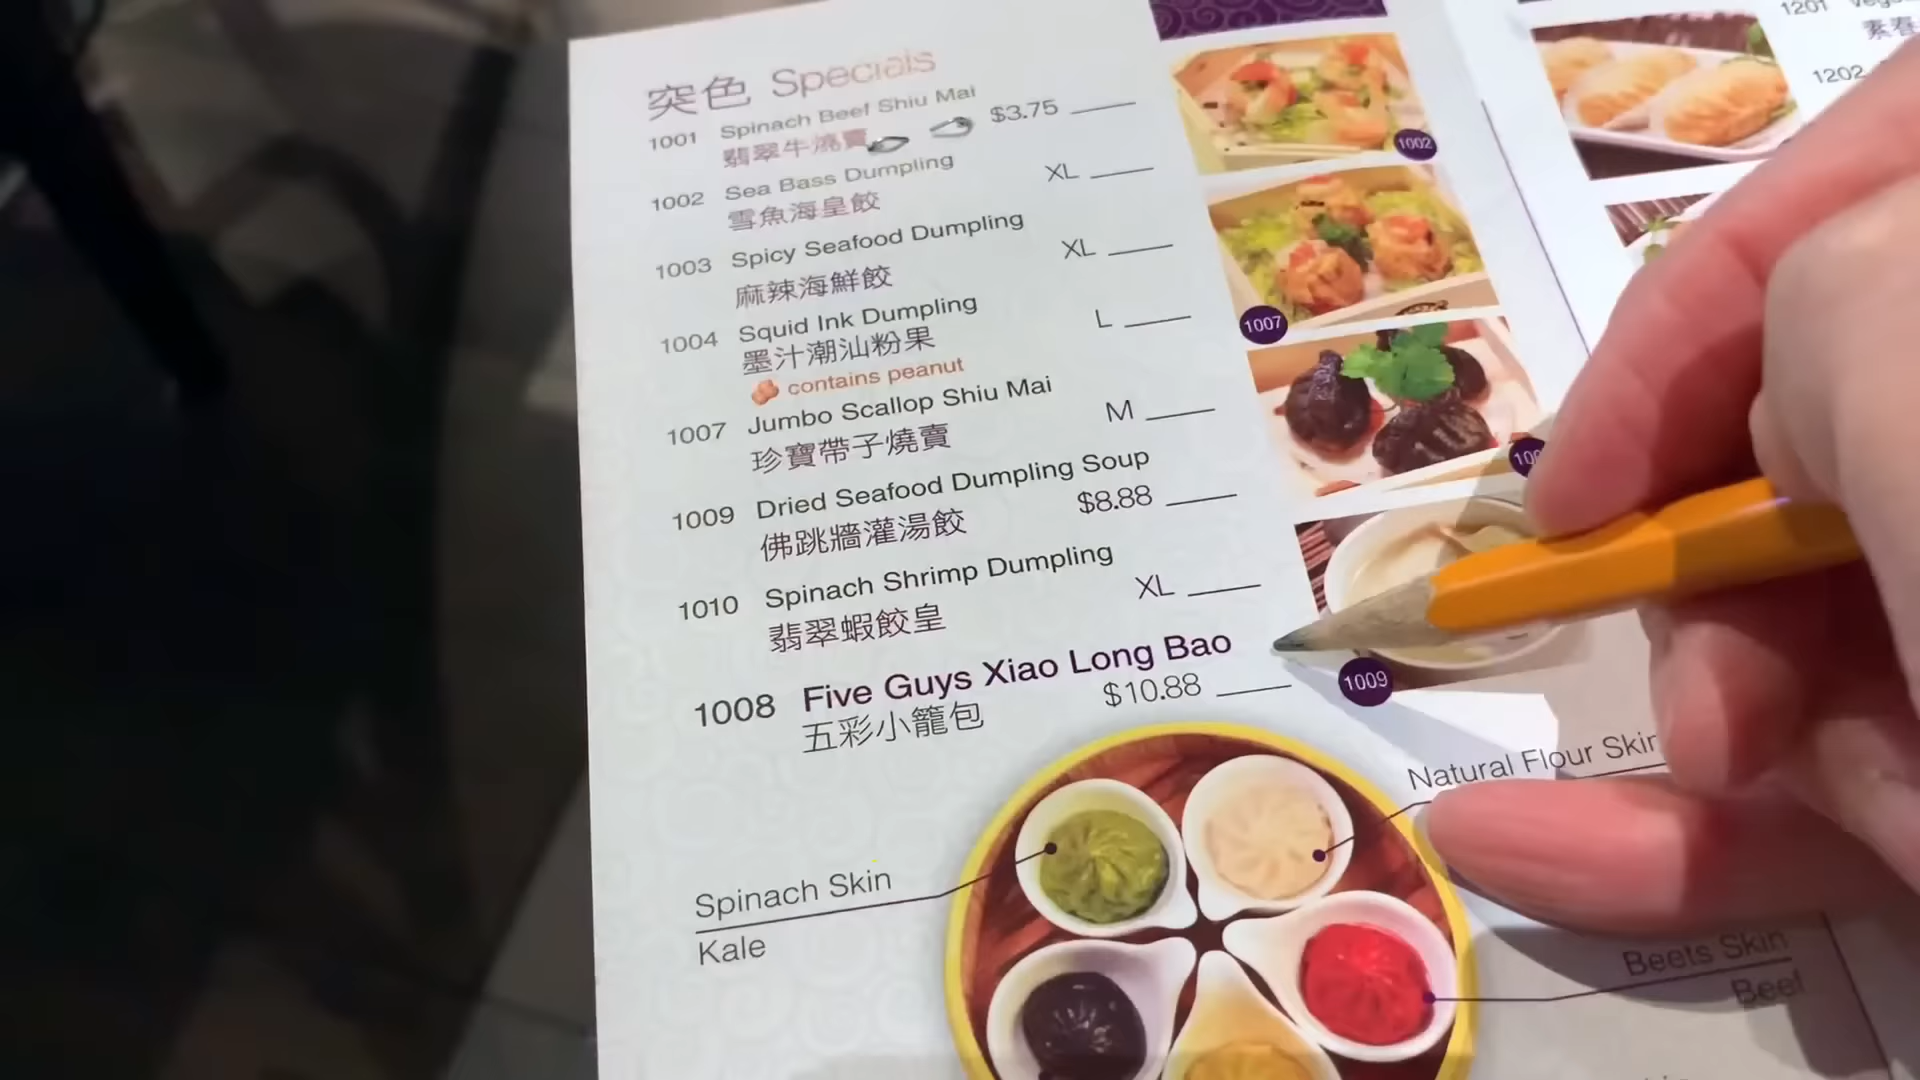 突色 Specials
1001 Spinach Beef Shiu Mai
翡翠牛燒賣 $3.75
1002 Sea Bass Dumpling XL
雪魚海皇餃
1003 Spicy Seafood Dumpling XL
麻辣海鮮餃
1004 Squid Ink Dumpling L
墨汁潮汕粉果
contains peanut
1007 Jumbo Scallop Shiu Mai M
珍寶帶子燒賣
1009 Dried Seafood Dumpling Soup
佛跳牆灌湯餃 $8.88
1010 Spinach Shrimp Dumpling XL
翡翠蝦餃皇
1008 Five Guys Xiao Long Bao
五彩小籠包 $10.88
Natural Flour Skin
Spinach Skin
Kale
Beets Skin
Beef
1002
1007
1009
1201
素春
1202